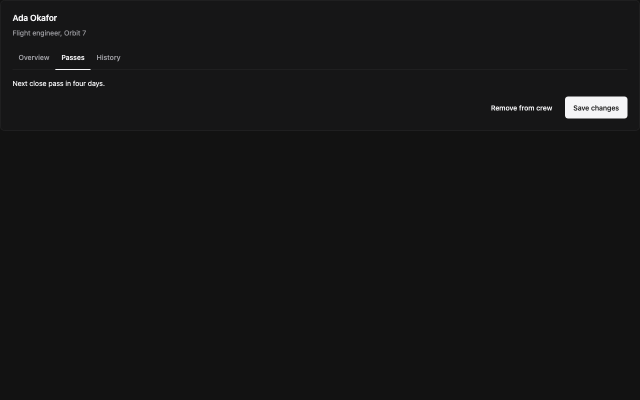 Ada Okafor
Flight engineer, Orbit 7
Overview Passes History
Next close pass in four days.
Remove from crew Save changes